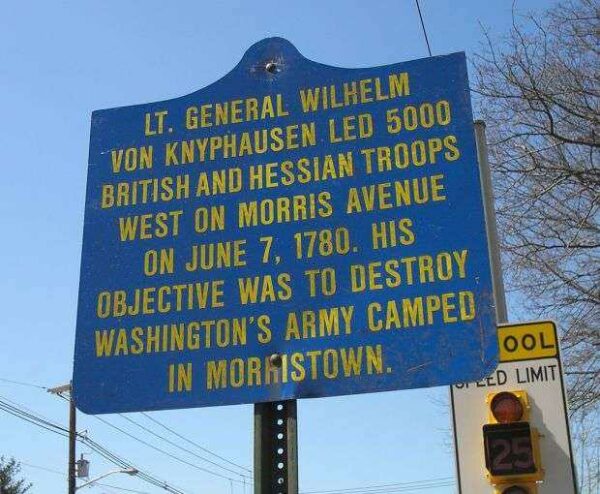 LT. GENERAL WILHELM
VON KNYPHAUSEN LED 5000
BRITISH AND HESSIAN TROOPS
WEST ON MORRIS AVENUE
ON JUNE 7, 1780. HIS
OBJECTIVE WAS TO DESTROY
WASHINGTON'S ARMY CAMPED
IN MORRISTOWN.
OOL
LIMIT
25